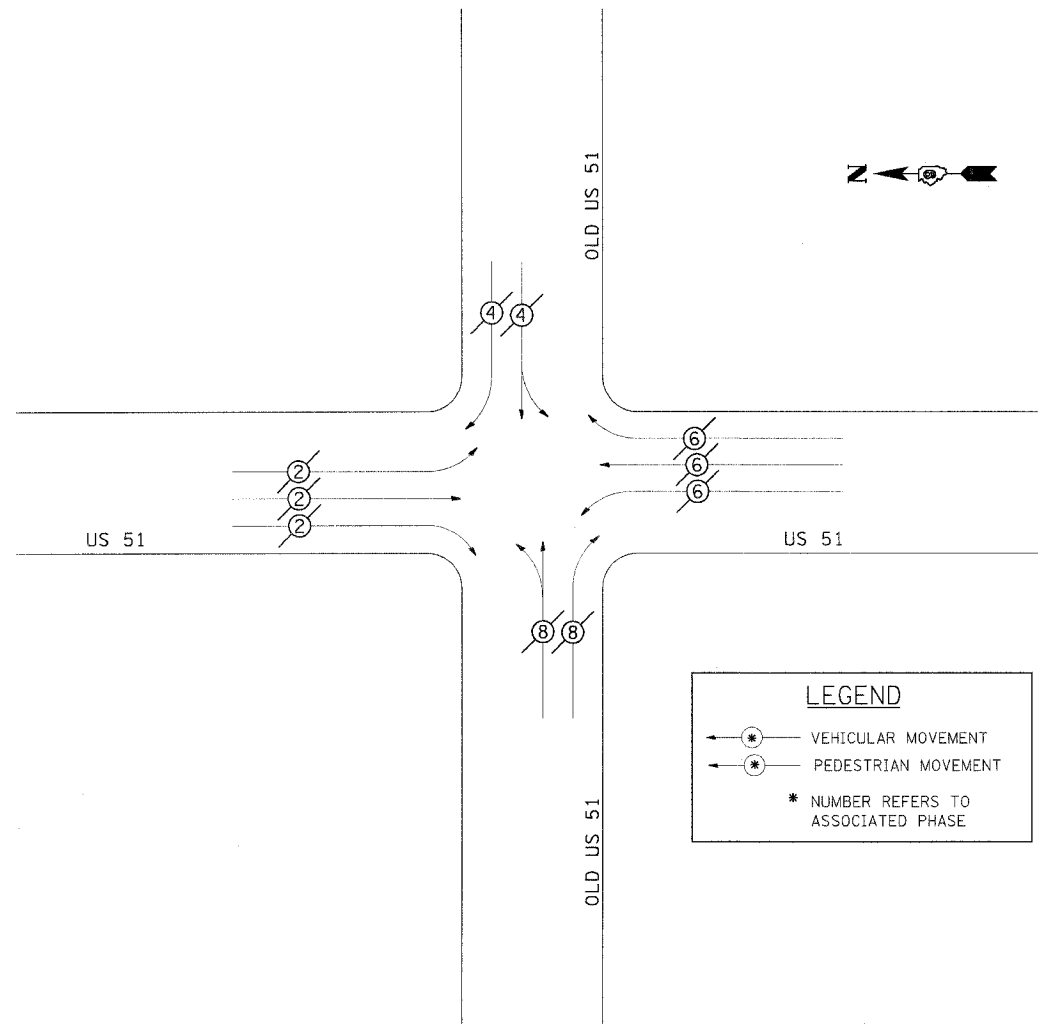 OLD US 51
N
4 4
6
2
6
2
6
2
US 51
US 51
8 8
LEGEND
* VEHICULAR MOVEMENT
* PEDESTRIAN MOVEMENT
* NUMBER REFERS TO
ASSOCIATED PHASE
OLD US 51